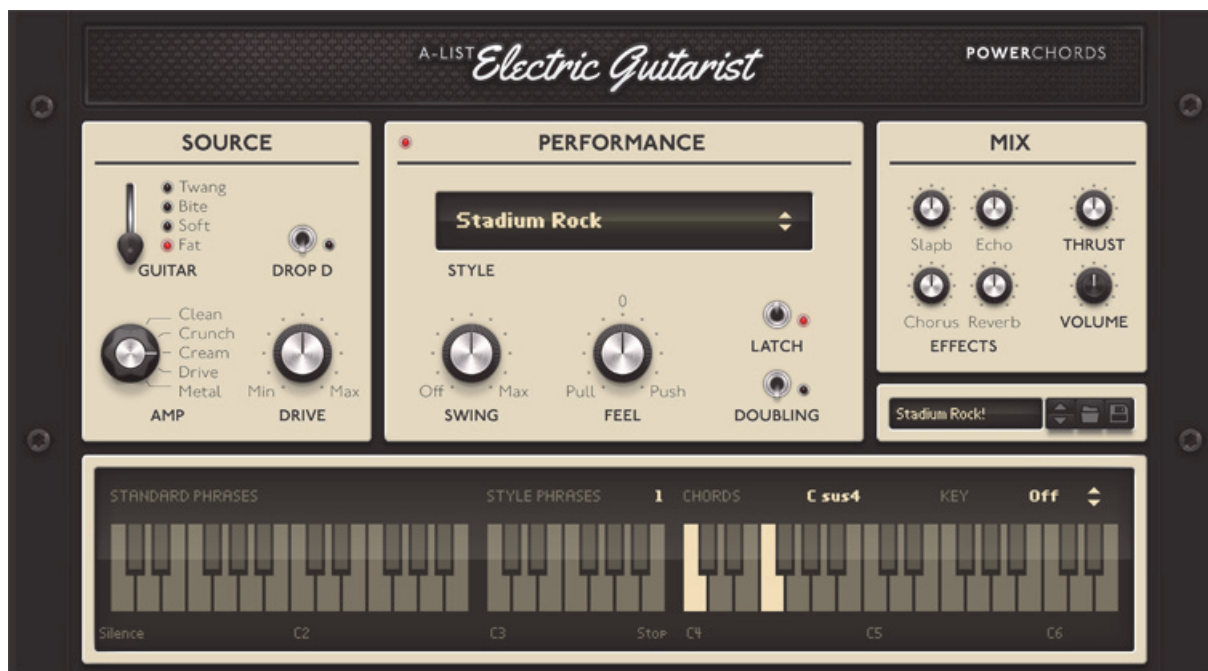 A-LIST Electric Guitarist
POWERCHORDS
SOURCE
Twang
Bite
Soft
Fat
GUITAR
DROP D
Clean
Crunch
Cream
Drive
Metal
AMP
Min Max
DRIVE
PERFORMANCE
Stadium Rock
STYLE
Off Max
SWING
0
Pull Push
FEEL
LATCH
DOUBLING
MIX
Slapb Echo
THRUST
Chorus Reverb
EFFECTS
VOLUME
Stadium Rock!
STANDARD PHRASES STYLE PHRASES 1 CHORDS C sus4 KEY Off
Silence C2 C3 Stop C4 C5 C6